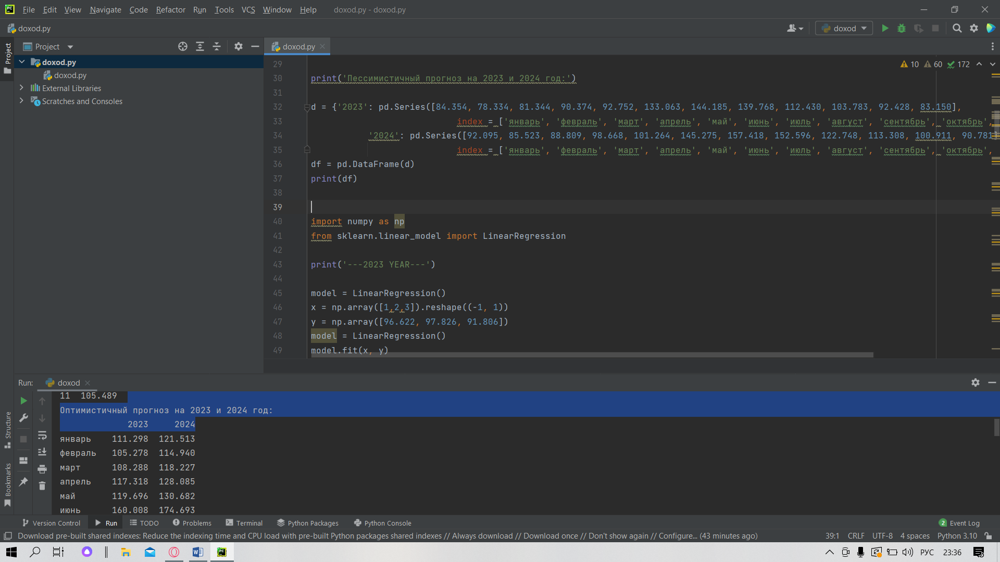 File Edit View Navigate Code Refactor Run Tools VCS Window Help doxod.py - doxod.py
doxod.py
doxod
Project
doxod.py
10 60 172
Project
doxod.py
doxod.py
External Libraries
Scratches and Consoles
29
30 print('Пессимистичный прогноз на 2023 и 2024 год:')
31
32 d = {'2023': pd.Series([84.354, 78.334, 81.344, 90.374, 92.752, 133.063, 144.185, 139.768, 112.430, 103.783, 92.428, 83.150],
33 index = ['январь', 'февраль', 'март', 'апрель', 'май', 'июнь', 'июль', 'август', 'сентябрь', 'октябрь',
34 '2024': pd.Series([92.095, 85.523, 88.809, 98.668, 101.264, 145.275, 157.418, 152.596, 122.748, 113.308, 100.911, 90.781]
35 index = ['январь', 'февраль', 'март', 'апрель', 'май', 'июнь', 'июль', 'август', 'сентябрь', 'октябрь',
36 df = pd.DataFrame(d)
37 print(df)
38
39
40 import numpy as np
41 from sklearn.linear_model import LinearRegression
42
43 print('---2023 YEAR---')
44
45 model = LinearRegression()
46 x = np.array([1,2,3]).reshape((-1, 1))
47 y = np.array([96.622, 97.826, 91.806])
48 model = LinearRegression()
49 model.fit(x, y)
Run: doxod
11 105.489
Оптимистичный прогноз на 2023 и 2024 год:
2023 2024
январь 111.298 121.513
февраль 105.278 114.940
март 108.288 118.227
апрель 117.318 128.085
май 119.696 130.682
июнь 160.008 174.693
Structure
Bookmarks
Version Control Run TODO Problems Terminal Python Packages Python Console 2 Event Log
Download pre-built shared indexes: Reduce the indexing time and CPU load with pre-built Python packages shared indexes // Always download // Download once // Don't show again // Configure... (43 minutes ago) 39:1 CRLF UTF-8 4 spaces Python 3.10
РУС 23:36